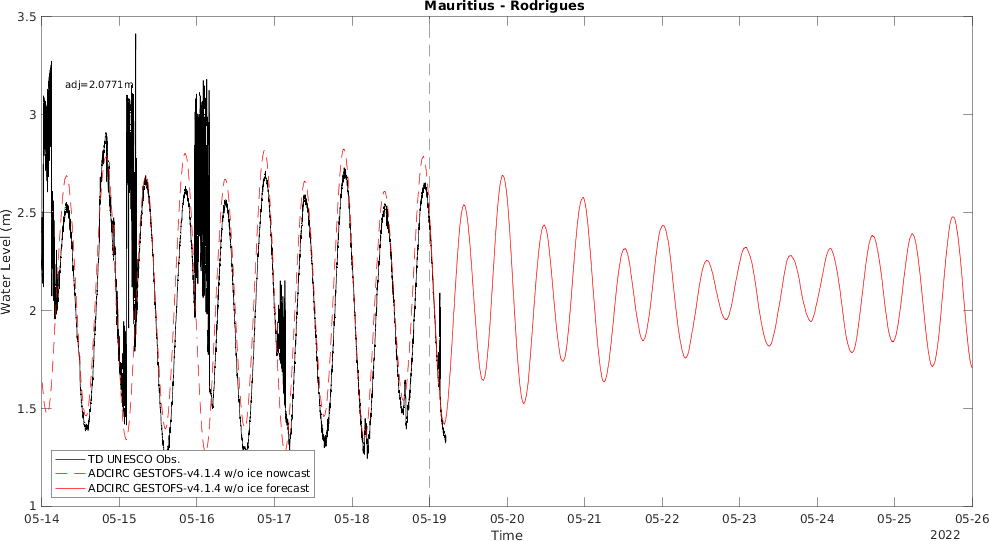 Mauritius - Rodrigues
3.5
3
2.5
2
1.5
1
Water Level (m)
adj=2.0771m
TD UNESCO Obs.
ADCIRC GESTOFS-v4.1.4 w/o ice nowcast
ADCIRC GESTOFS-v4.1.4 w/o ice forecast
05-14 05-15 05-16 05-17 05-18 05-19 05-20 05-21 05-22 05-23 05-24 05-25 05-26
Time
2022